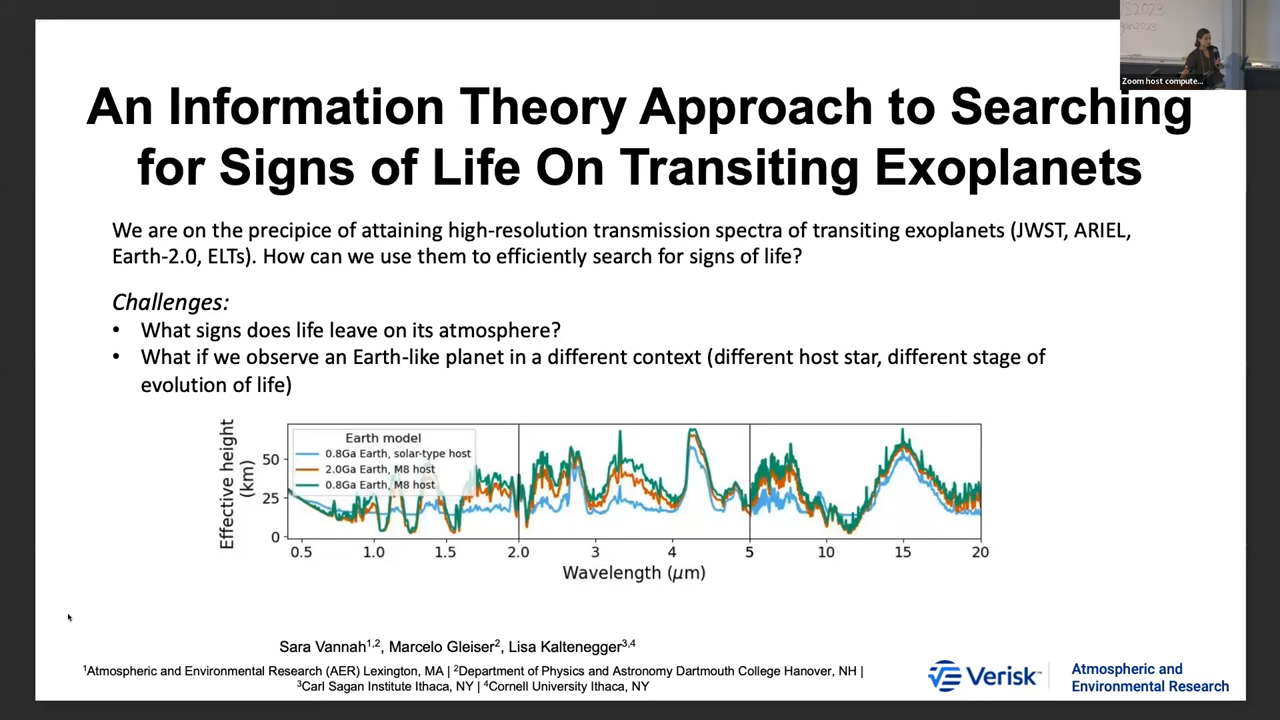 JS2023
gan2023
Zoom host compute...
An Information Theory Approach to Searching
for Signs of Life On Transiting Exoplanets
We are on the precipice of attaining high-resolution transmission spectra of transiting exoplanets (JWST, ARIEL,
Earth-2.0, ELTs). How can we use them to efficiently search for signs of life?
Challenges:
• What signs does life leave on its atmosphere?
• What if we observe an Earth-like planet in a different context (different host star, different stage of
evolution of life)
Effective height
(km)
50
25
0
Earth model
0.8Ga Earth, solar-type host
2.0Ga Earth, M8 host
0.8Ga Earth, M8 host
0.5 1.0 1.5 2.0 3 4 5 10 15 20
Wavelength (μm)
Sara Vannah1,2, Marcelo Gleiser2, Lisa Kaltenegger3,4
1Atmospheric and Environmental Research (AER) Lexington, MA | 2Department of Physics and Astronomy Dartmouth College Hanover, NH |
3Carl Sagan Institute Ithaca, NY | 4Cornell University Ithaca, NY
Verisk™
Atmospheric and
Environmental Research